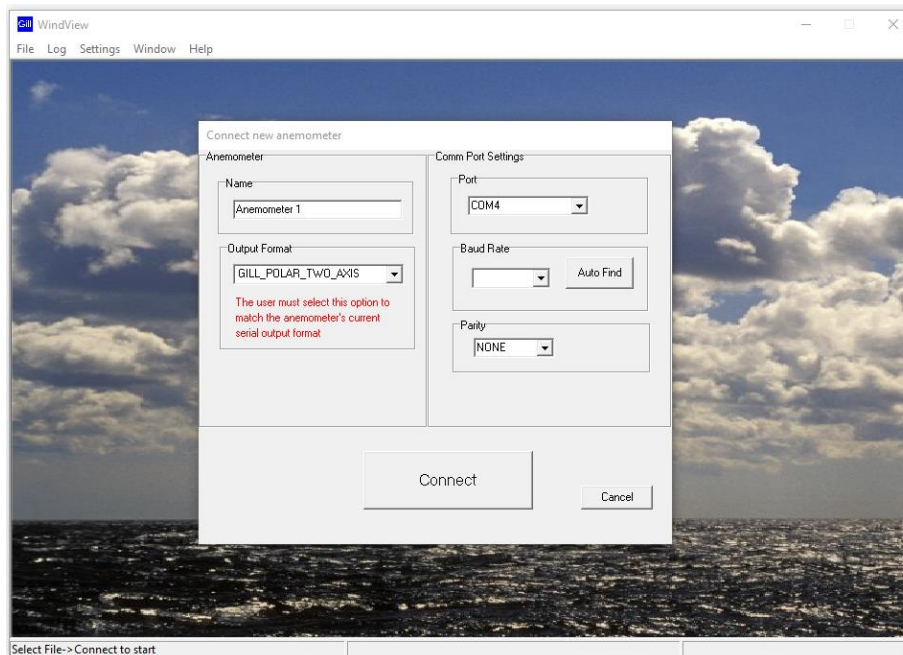 Gill WindView
File Log Settings Window Help
Connect new anemometer
Anemometer
Name
Anemometer 1
Output Format
GILL_POLAR_TWO_AXIS
The user must select this option to
match the anemometer's current
serial output format
Comm Port Settings
Port
COM4
Baud Rate
Auto Find
Parity
NONE
Connect
Cancel
Select File->Connect to start